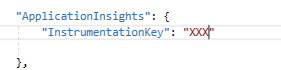 "ApplicationInsights": {
"InstrumentationKey": "XXX"
},